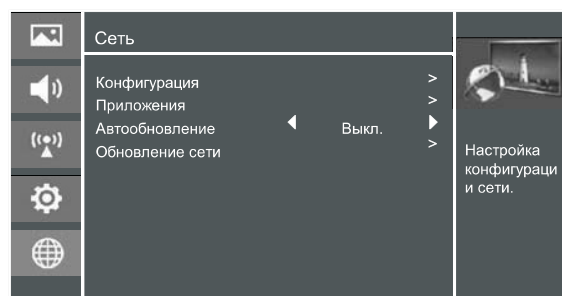 Сеть
Конфигурация >
Приложения >
Автообновление Выкл.
Обновление сети >
Настройка
конфигураци
и сети.